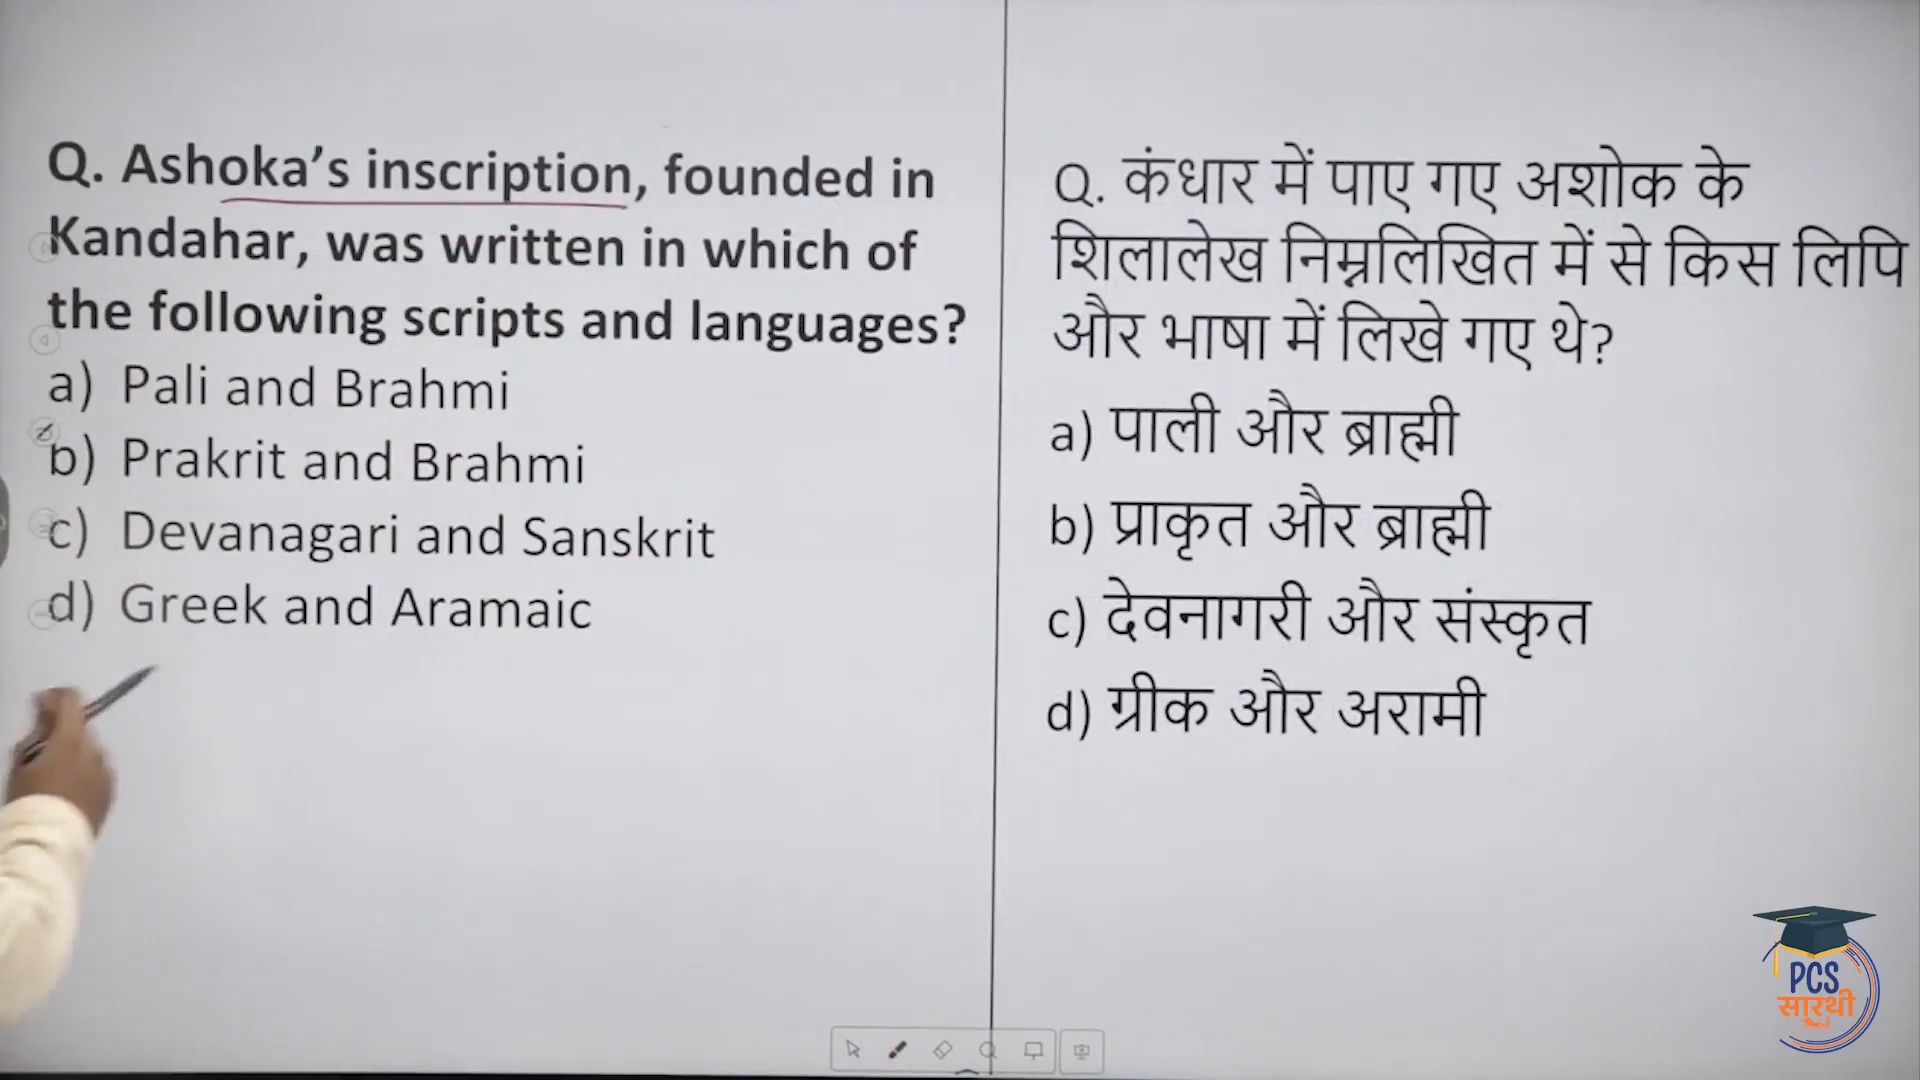 Q. Ashoka's inscription, founded in
Kandahar, was written in which of
the following scripts and languages?
a) Pali and Brahmi
b) Prakrit and Brahmi
c) Devanagari and Sanskrit
d) Greek and Aramaic
Q. कंधार में पाए गए अशोक के
शिलालेख निम्नलिखित में से किस लिपि
और भाषा में लिखे गए थे?
a) पाली और ब्राह्मी
b) प्राकृत और ब्राह्मी
c) देवनागरी और संस्कृत
d) ग्रीक और अरामी
PCS
सारथी